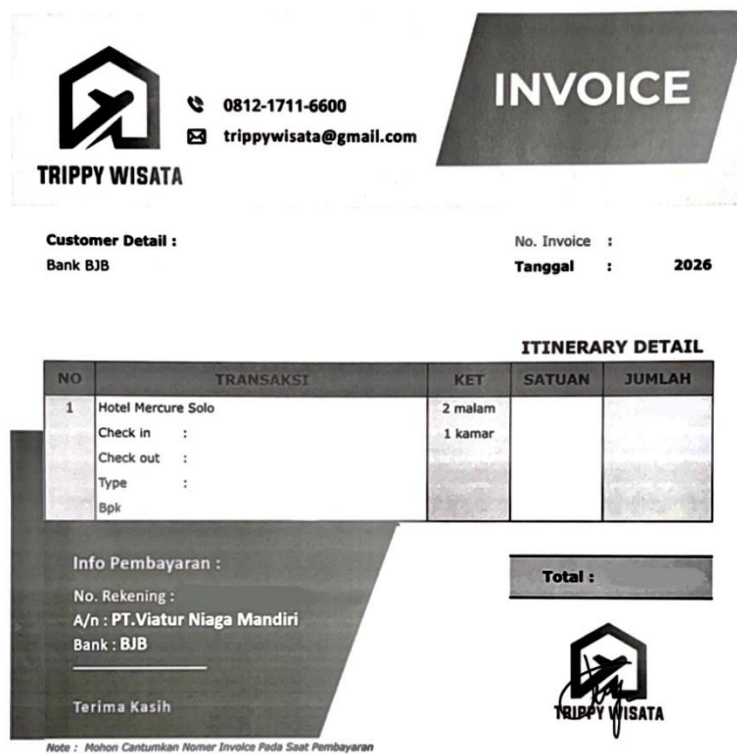 TRIPPY WISATA
0812-1711-6600
trippywisata@gmail.com
INVOICE
Customer Detail :
Bank BJB
No. Invoice :
Tanggal : 2026
ITINERARY DETAIL
NO TRANSAKSI KET SATUAN JUMLAH
1 Hotel Mercure Solo 2 malam
Check in : 1 kamar
Check out :
Type :
Bpk
Info Pembayaran :
No. Rekening :
A/n : PT.Viatur Niaga Mandiri
Bank : BJB
Terima Kasih
Total :
TRIPPY WISATA
Note : Mohon Cantumkan Nomer Invoice Pada Saat Pembayaran